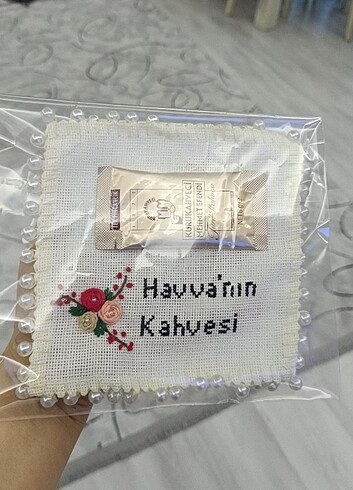 KURUKAHVECİ
MEHMET EFENDİ
Havva'nın
Kahvesi